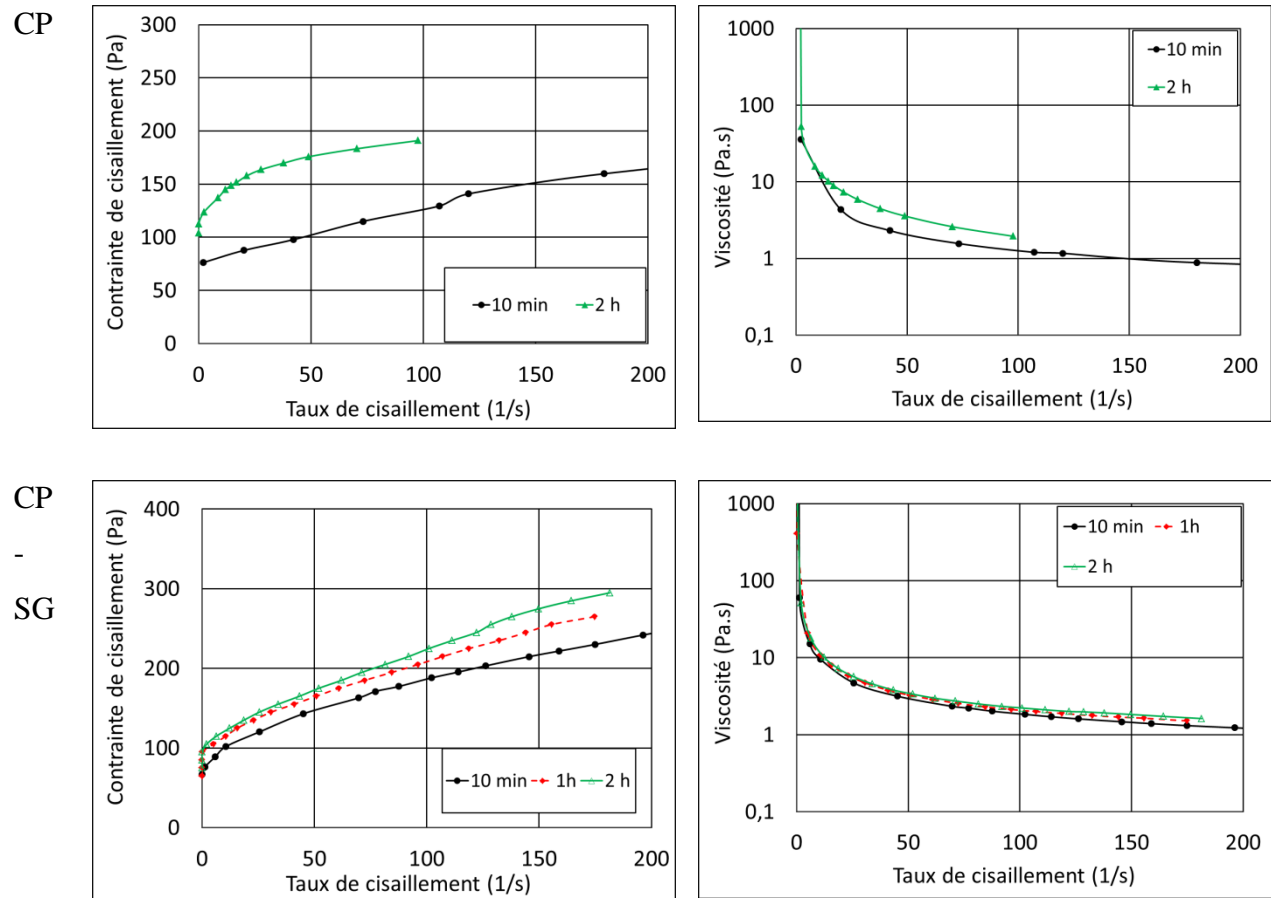 CP
Contrainte de cisaillement (Pa)
300
250
200
150
100
50
0
0 50 100 150 200
Taux de cisaillement (1/s)
10 min 2 h
Viscosité (Pa.s)
1000
100
10
1
0,1
0 50 100 150 200
Taux de cisaillement (1/s)
10 min
2 h
CP
-
SG
Contrainte de cisaillement (Pa)
400
300
200
100
0
0 50 100 150 200
Taux de cisaillement (1/s)
10 min 1h 2 h
Viscosité (Pa.s)
1000
100
10
1
0,1
0 50 100 150 200
Taux de cisaillement (1/s)
10 min 1h
2 h